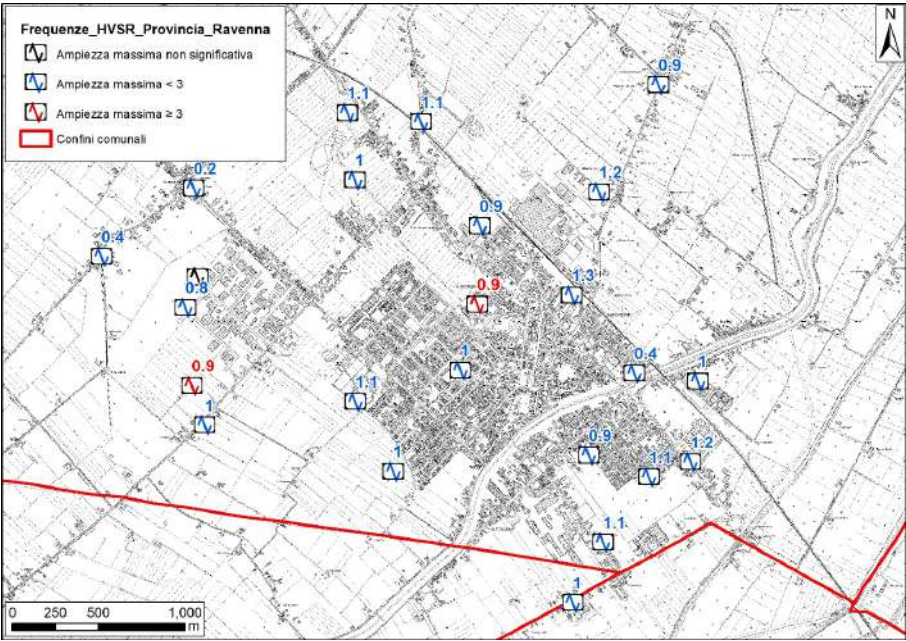 Frequenze_HVSR_Provincia_Ravenna
Ampiezza massima non significativa
Ampiezza massima < 3
Ampiezza massima ≥ 3
Confini comunali
N
0.9
1.1
1.1
1
0.2
1.2
0.9
0.4
0.8
0.9
1.3
1
0.4
1
0.9
1.1
1
1
0.9
1.2
1.1
1.1
1
0 250 500 1,000
m